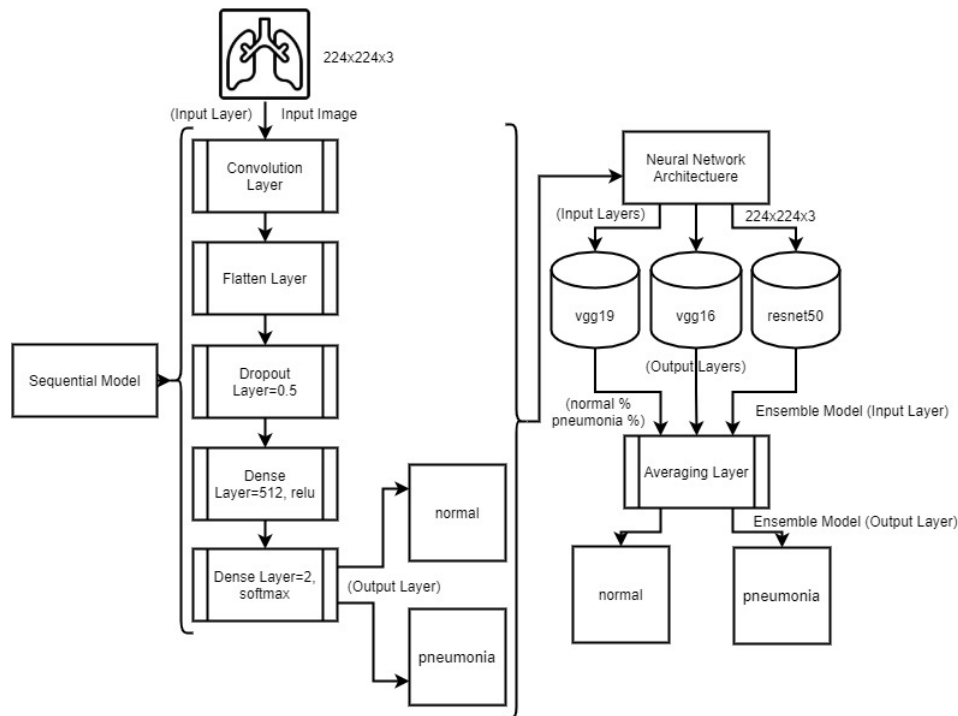 224x224x3
(Input Layer)
Input Image
Convolution
Layer
Flatten Layer
Sequential Model
Dropout
Layer=0.5
Dense
Layer=512, relu
Dense Layer=2,
softmax
normal
(Output Layer)
pneumonia
Neural Network
Architectuere
(Input Layers)
224x224x3
vgg19
vgg16
resnet50
(Output Layers)
(normal %
pneumonia %)
Ensemble Model (Input Layer)
Averaging Layer
Ensemble Model (Output Layer)
normal
pneumonia